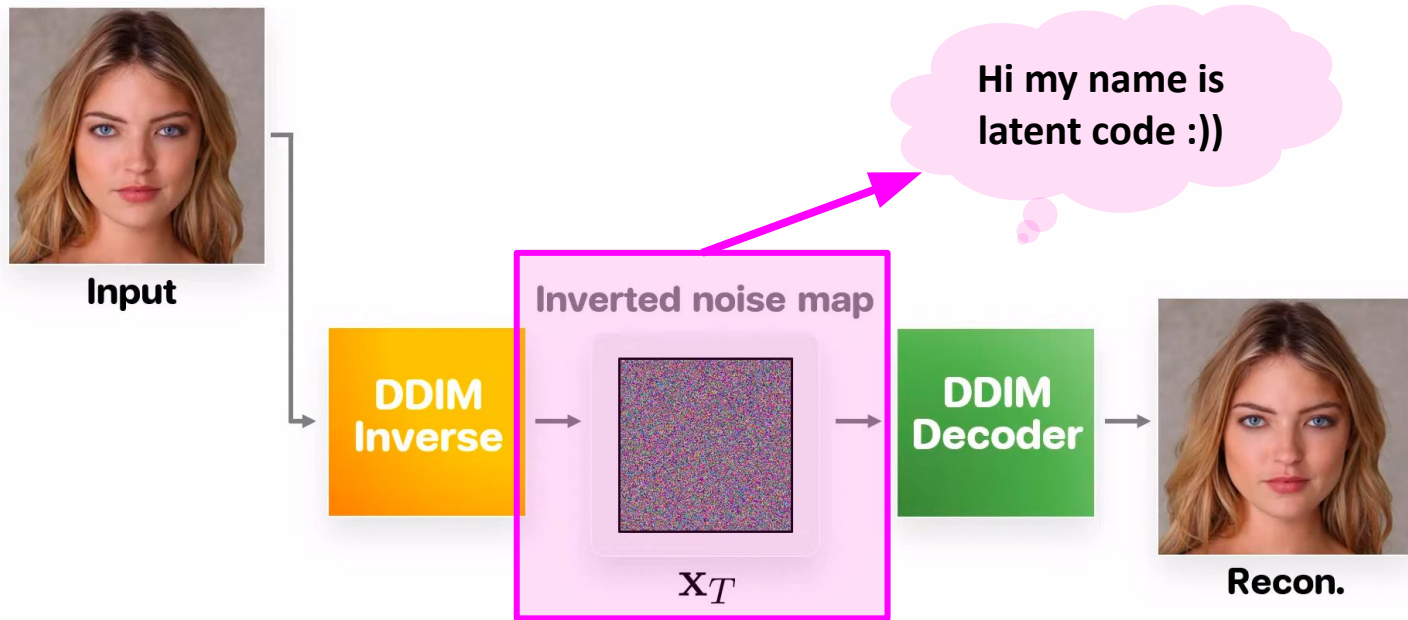 Hi my name is
latent code :))
Input
Inverted noise map
DDIM
Inverse
DDIM
Decoder
x_T
Recon.